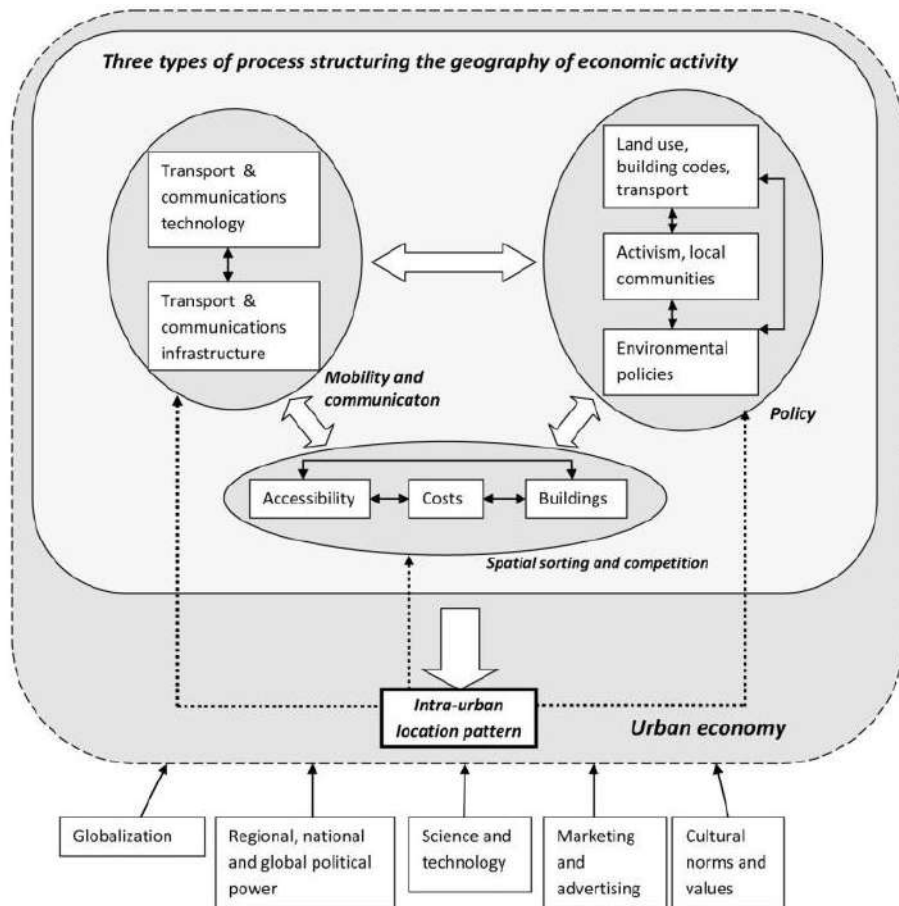 Three types of process structuring the geography of economic activity
Transport &
communications
technology
Transport &
communications
infrastructure
Mobility and
communicaton
Land use,
building codes,
transport
Activism, local
communities
Environmental
policies
Policy
Accessibility
Costs
Buildings
Spatial sorting and competition
Intra-urban
location pattern
Urban economy
Globalization
Regional, national
and global political
power
Science and
technology
Marketing
and
advertising
Cultural
norms and
values